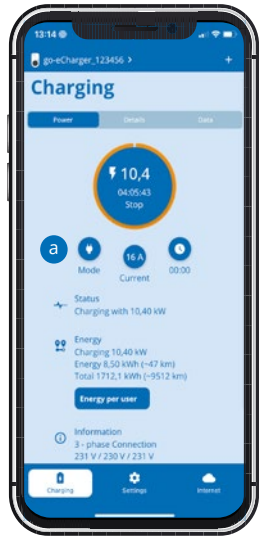 13:14
go-eCharger_123456 >
+
Charging
Power Details Data
10,4
04:05:43
Stop
a
16 A
Mode Current 00:00
Status
Charging with 10,40 kW
Energy
Charging 10,40 kW
Energy 8,50 kWh (~47 km)
Total 1712,1 kWh (~9512 km)
Energy per user
Information
3 - phase Connection
231 V / 230 V / 231 V
Charging Settings Internet